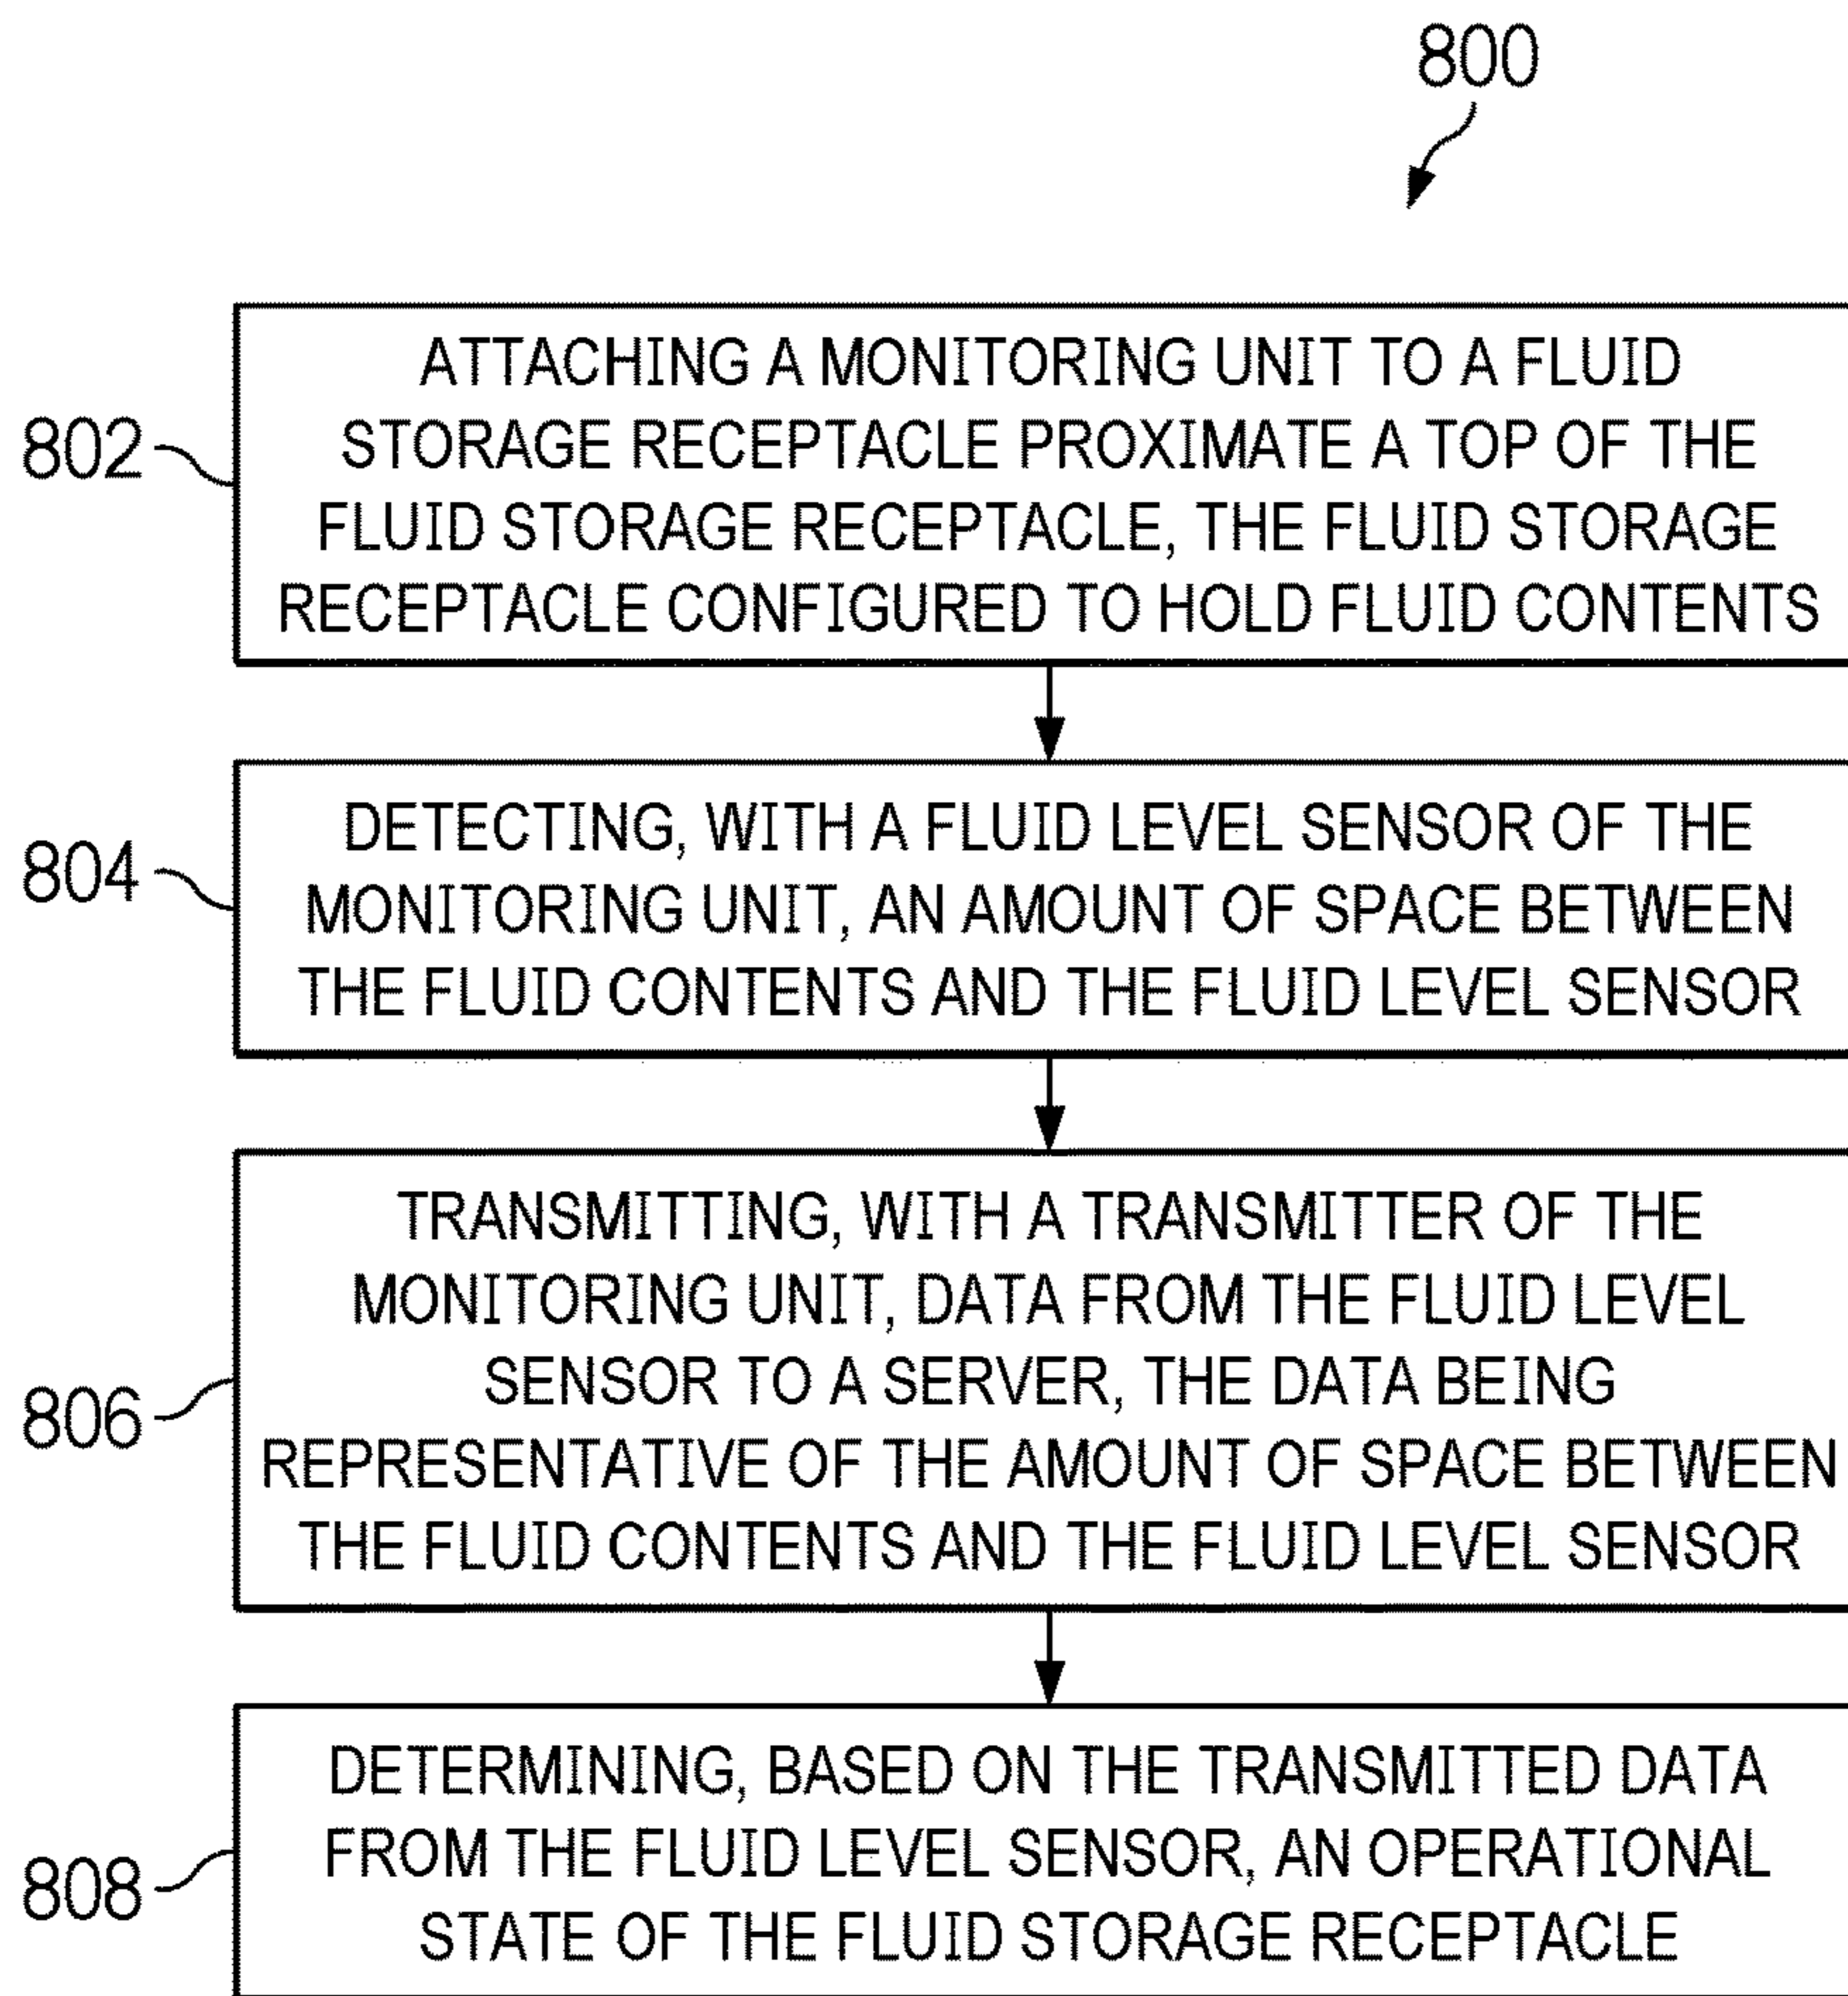 800
802
ATTACHING A MONITORING UNIT TO A FLUID
STORAGE RECEPTACLE PROXIMATE A TOP OF THE
FLUID STORAGE RECEPTACLE, THE FLUID STORAGE
RECEPTACLE CONFIGURED TO HOLD FLUID CONTENTS
804
DETECTING, WITH A FLUID LEVEL SENSOR OF THE
MONITORING UNIT, AN AMOUNT OF SPACE BETWEEN
THE FLUID CONTENTS AND THE FLUID LEVEL SENSOR
806
TRANSMITTING, WITH A TRANSMITTER OF THE
MONITORING UNIT, DATA FROM THE FLUID LEVEL
SENSOR TO A SERVER, THE DATA BEING
REPRESENTATIVE OF THE AMOUNT OF SPACE BETWEEN
THE FLUID CONTENTS AND THE FLUID LEVEL SENSOR
808
DETERMINING, BASED ON THE TRANSMITTED DATA
FROM THE FLUID LEVEL SENSOR, AN OPERATIONAL
STATE OF THE FLUID STORAGE RECEPTACLE